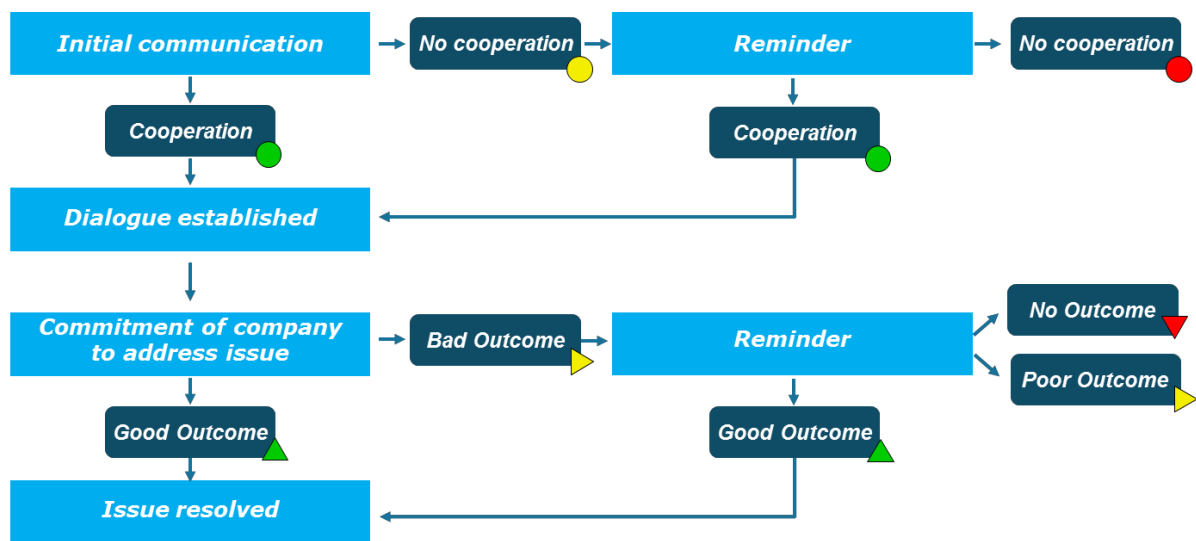 Initial communication
No cooperation
Reminder
No cooperation
Cooperation
Cooperation
Dialogue established
Commitment of company
to address issue
Bad Outcome
Reminder
No Outcome
Poor Outcome
Good Outcome
Good Outcome
Issue resolved